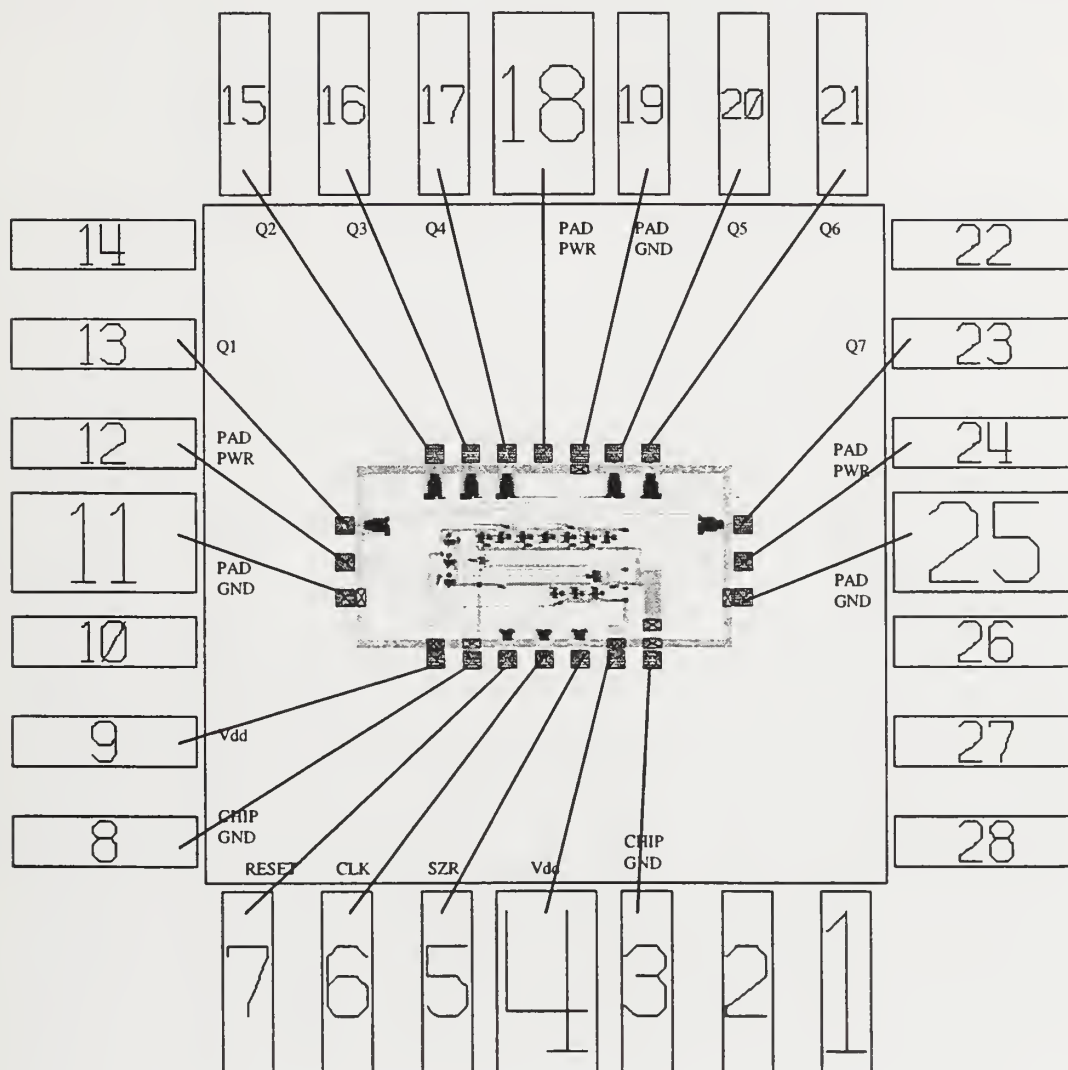 15 16 17 18 19 20 21
Q2 Q3 Q4 PAD PAD Q5 Q6
PWR GND
14 22
13 Q1 Q7 23
12 PAD PAD 24
PWR PWR
11 PAD PAD 25
GND GND
10 26
9 Vdd 27
8 CHIP CHIP 28
GND GND
RESET CLK SZR Vdd
7 6 5 4 3 2 1